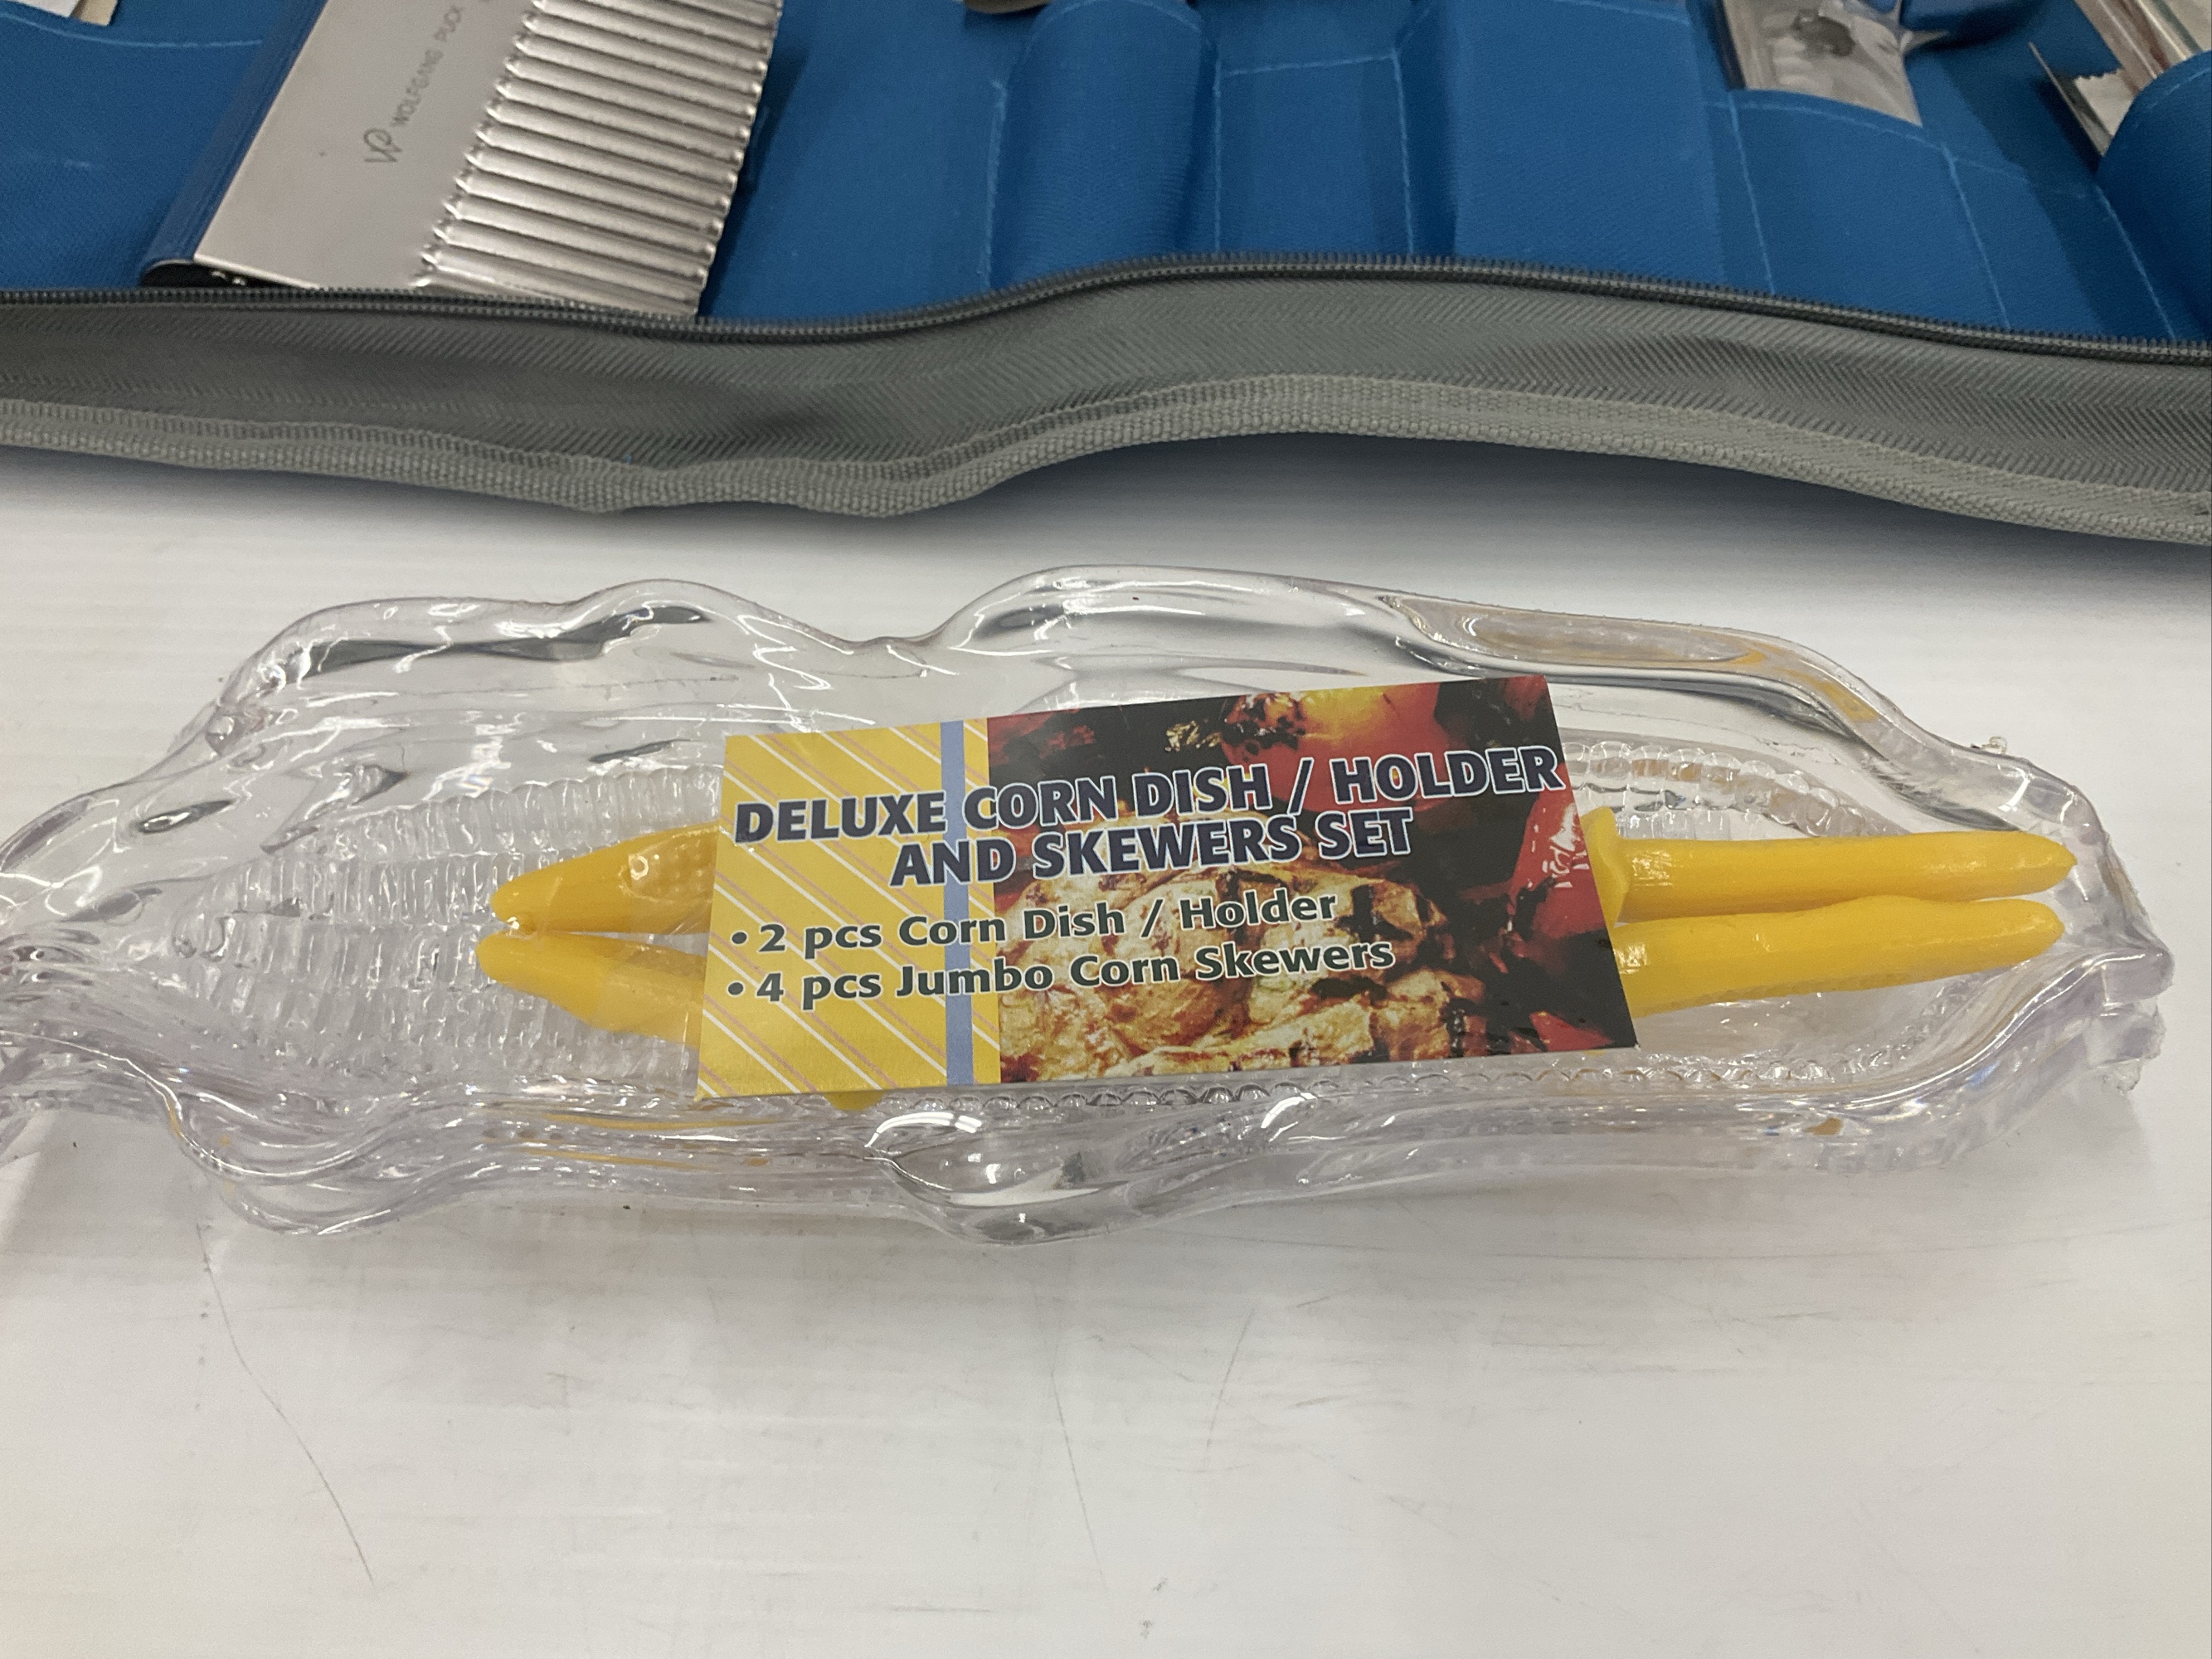 WOLFGANG PUCK
DELUXE CORN DISH / HOLDER
AND SKEWERS SET
• 2 pcs Corn Dish / Holder
• 4 pcs Jumbo Corn Skewers